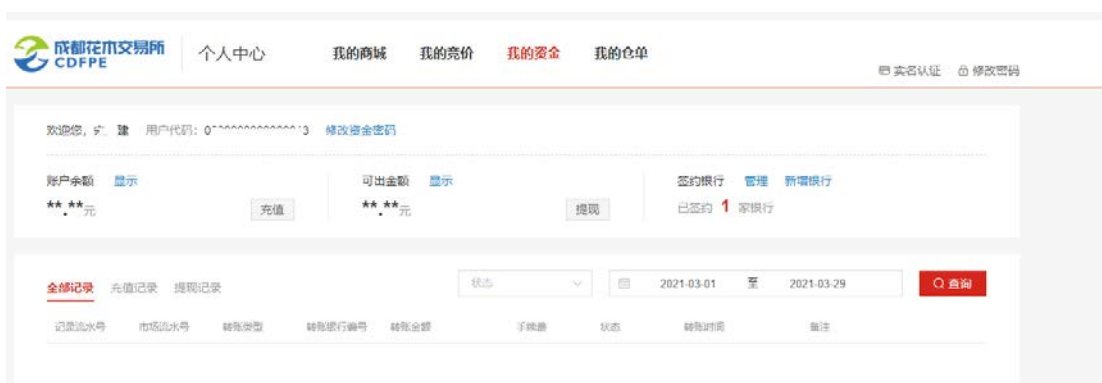 成都花木交易所
CDFPE
个人中心 我的商城 我的竞价 我的资金 我的仓单
实名认证 修改密码
欢迎您, 建 用户代码: 修改资金密码
账户余额 显示 可出金额 显示 签约银行 管理 新增银行
**.**元 充值 **.**元 提现 已签约 1 家银行
全部记录 充值记录 提现记录 状态 2021-03-01 至 2021-03-29 查询
记录流水号 市场流水号 转账类型 转账银行编号 转账金额 手续费 状态 转账时间 备注